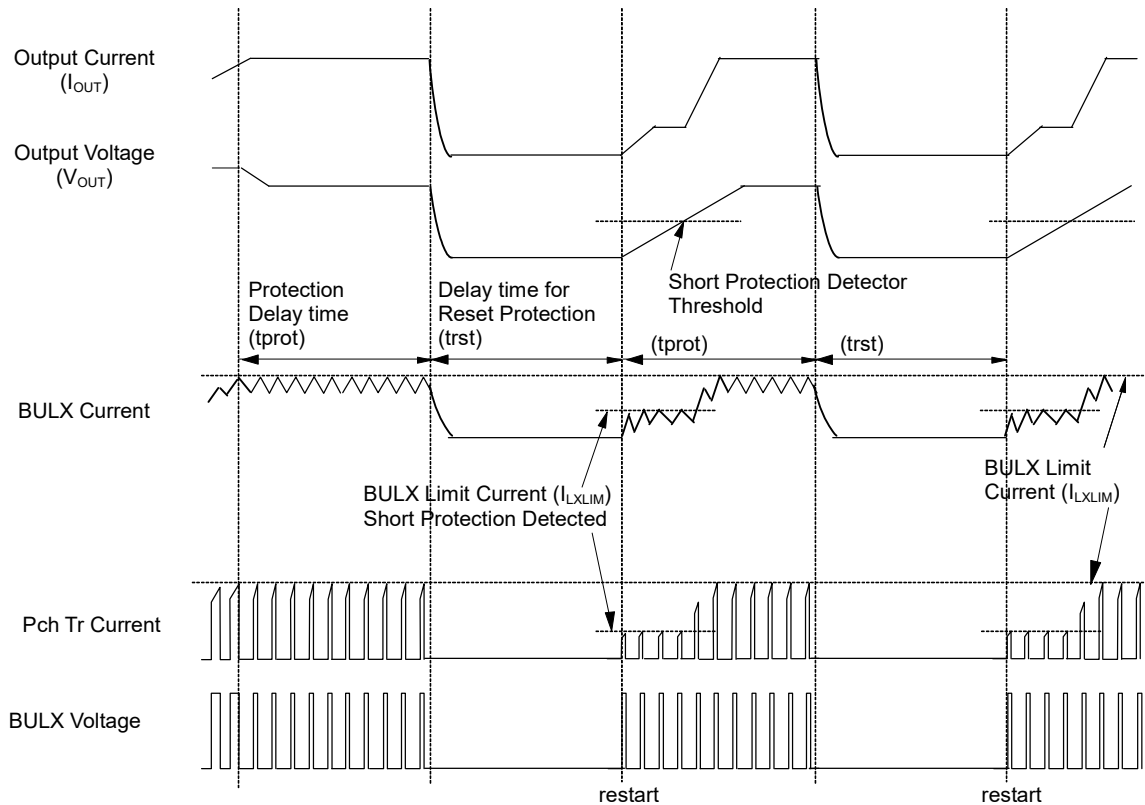 Output Current
(IOUT)
Output Voltage
(VOUT)
Short Protection Detector
Threshold
Protection
Delay time
(tprot)
Delay time for
Reset Protection
(trst)
(tprot)
(trst)
BULX Current
BULX Limit Current (ILXLIM)
Short Protection Detected
BULX Limit
Current (ILXLIM)
Pch Tr Current
BULX Voltage
restart
restart